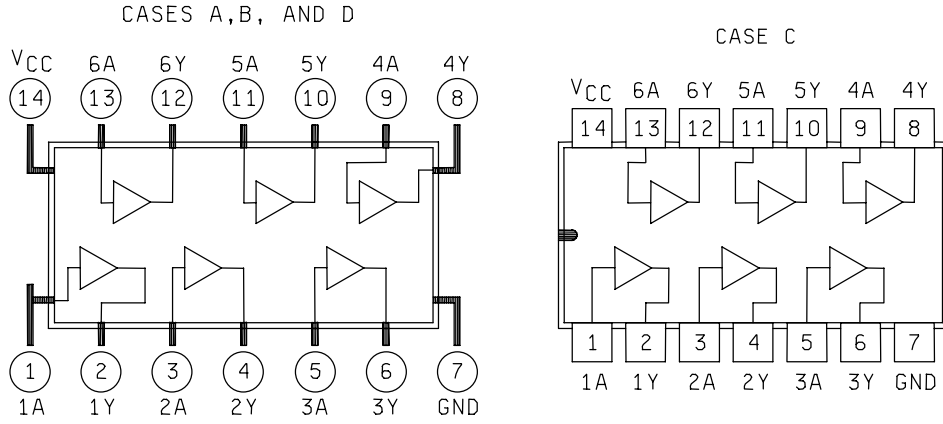 CASES A,B, AND D
VCC 6A 6Y 5A 5Y 4A 4Y
14 13 12 11 10 9 8
1 2 3 4 5 6 7
1A 1Y 2A 2Y 3A 3Y GND
CASE C
VCC 6A 6Y 5A 5Y 4A 4Y
14 13 12 11 10 9 8
1 2 3 4 5 6 7
1A 1Y 2A 2Y 3A 3Y GND